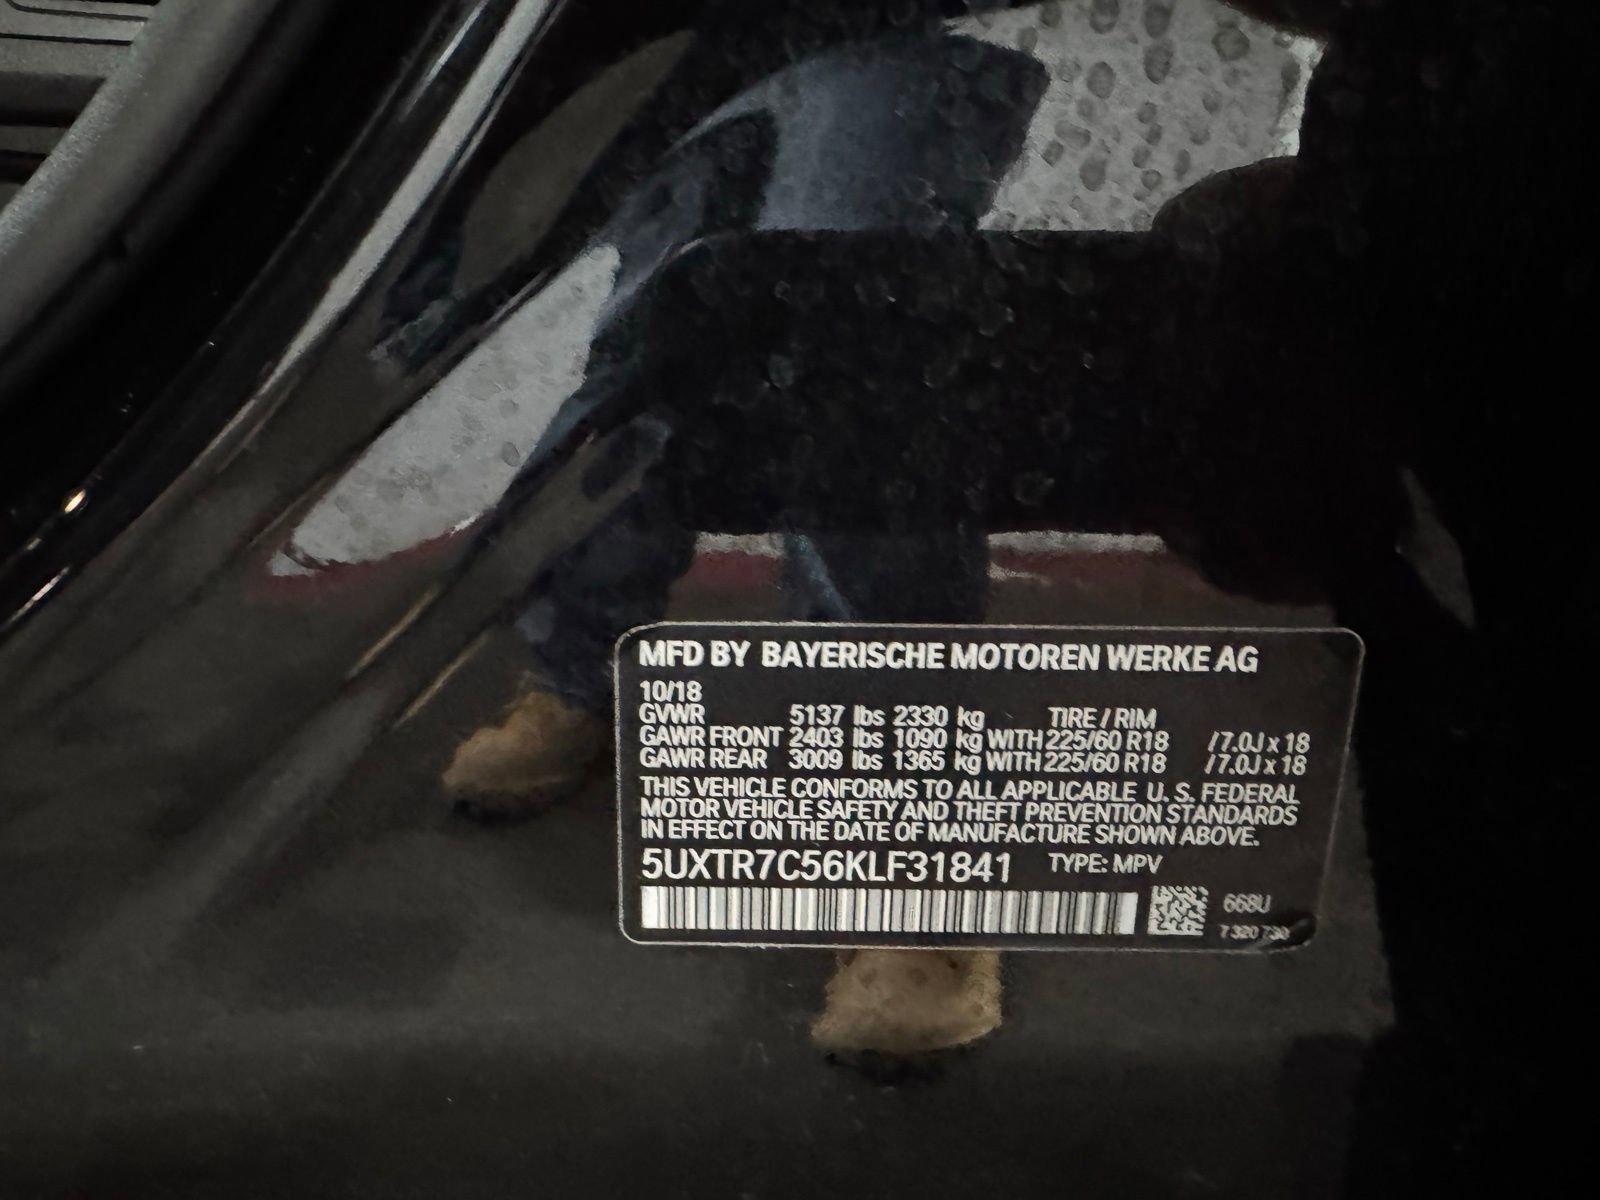 MFD BY BAYERISCHE MOTOREN WERKE AG
10/18
GVWR 5137 lbs 2330 kg TIRE / RIM
GAWR FRONT 2403 lbs 1090 kg WITH 225/60 R18 /7.0J x 18
GAWR REAR 3009 lbs 1365 kg WITH 225/60 R18 /7.0J x 18
THIS VEHICLE CONFORMS TO ALL APPLICABLE U. S. FEDERAL
MOTOR VEHICLE SAFETY AND THEFT PREVENTION STANDARDS
IN EFFECT ON THE DATE OF MANUFACTURE SHOWN ABOVE.
5UXTR7C56KLF31841 TYPE: MPV
668U
7 320 730